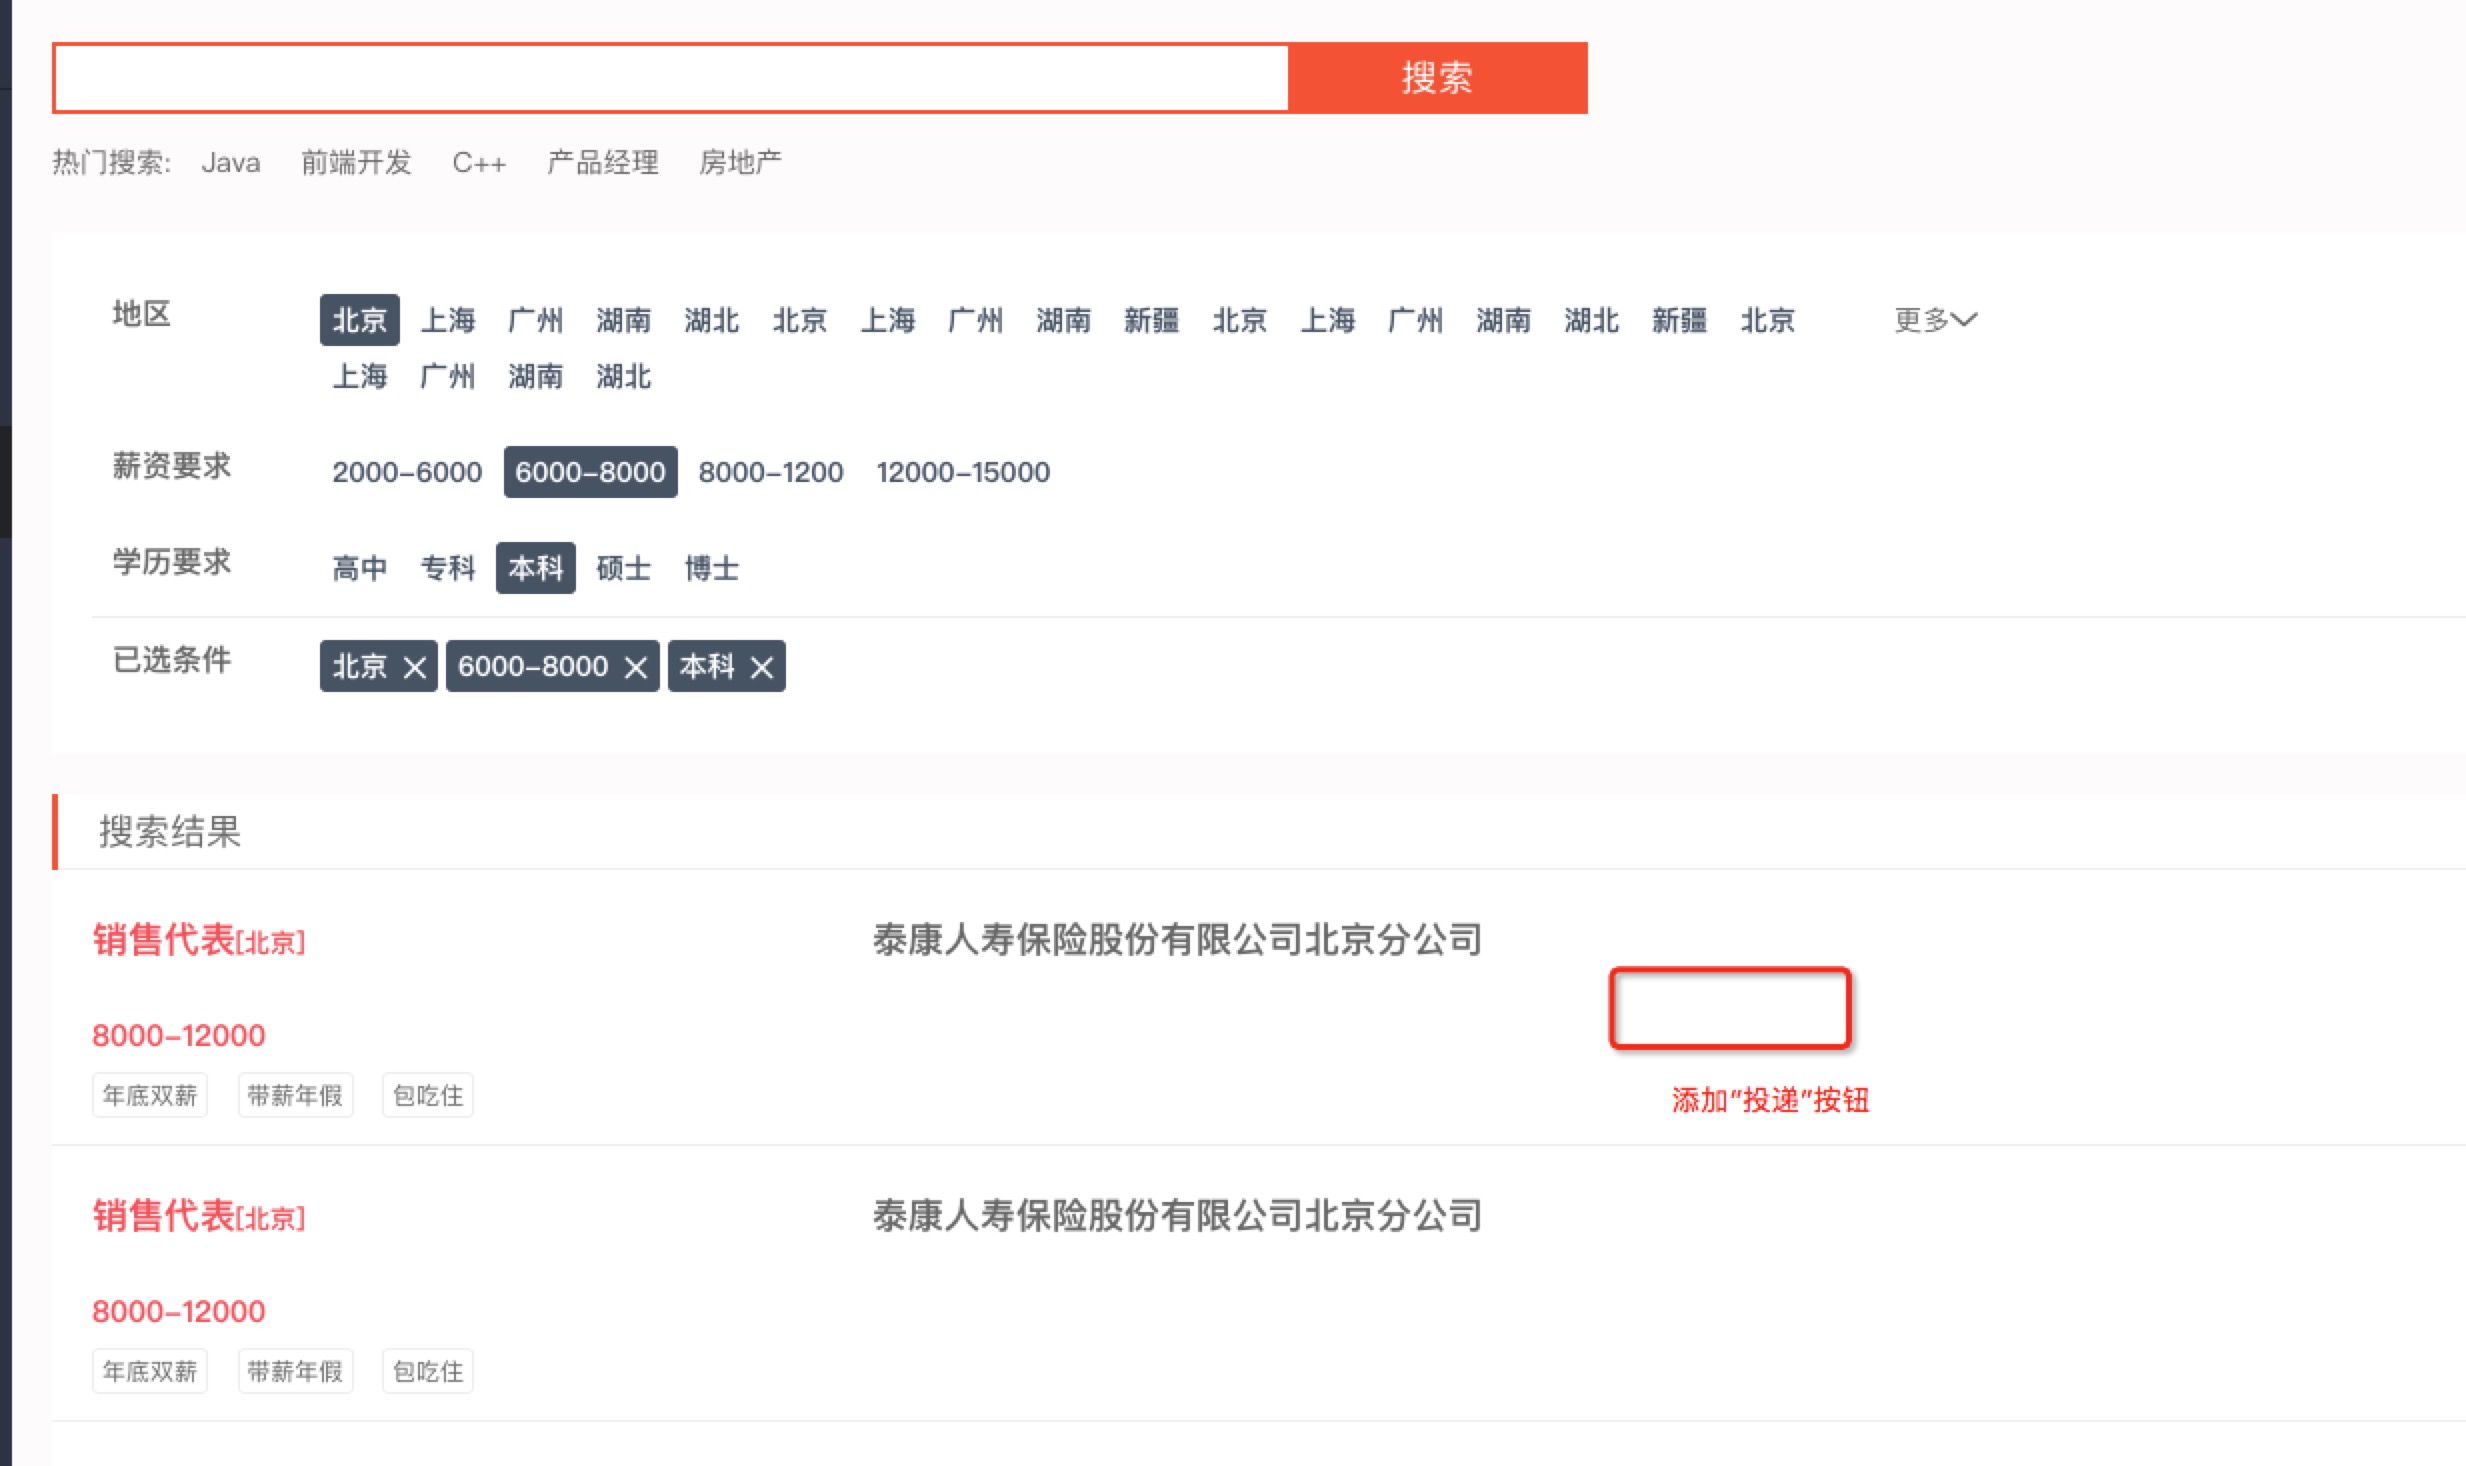 搜索
热门搜索: Java 前端开发 C++ 产品经理 房地产
地区 北京 上海 广州 湖南 湖北 北京 上海 广州 湖南 新疆 北京 上海 广州 湖南 湖北 新疆 北京 更多
上海 广州 湖南 湖北
薪资要求 2000-6000 6000-8000 8000-1200 12000-15000
学历要求 高中 专科 本科 硕士 博士
已选条件 北京 × 6000-8000 × 本科 ×
搜索结果
销售代表[北京] 泰康人寿保险股份有限公司北京分公司
8000-12000
年底双薪 带薪年假 包吃住
添加"投递"按钮
销售代表[北京] 泰康人寿保险股份有限公司北京分公司
8000-12000
年底双薪 带薪年假 包吃住